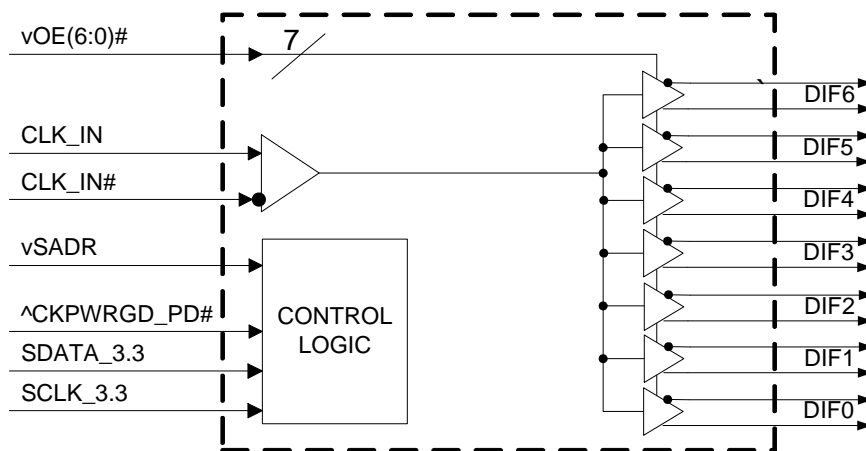 vOE(6:0)#
7
CLK_IN
CLK_IN#
vSADR
^CKPWRGD_PD#
SDATA_3.3
SCLK_3.3
CONTROL
LOGIC
`
DIF6
DIF5
DIF4
DIF3
DIF2
DIF1
DIF0